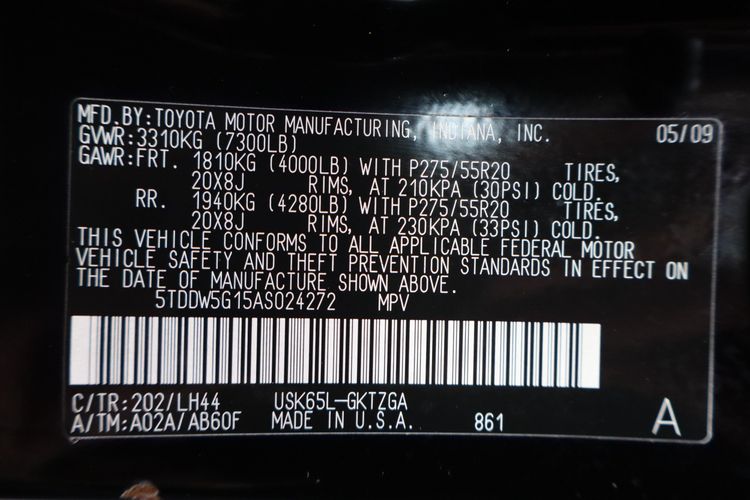 MFD.BY:TOYOTA MOTOR MANUFACTURING, INDIANA, INC. 05/09
GVWR:3310KG (7300LB)
GAWR:FRT. 1810KG (4000LB) WITH P275/55R20 TIRES,
20X8J RIMS, AT 210KPA (30PSI) COLD.
RR. 1940KG (4280LB) WITH P275/55R20 TIRES,
20X8J RIMS, AT 230KPA (33PSI) COLD.
THIS VEHICLE CONFORMS TO ALL APPLICABLE FEDERAL MOTOR
VEHICLE SAFETY AND THEFT PREVENTION STANDARDS IN EFFECT ON
THE DATE OF MANUFACTURE SHOWN ABOVE.
5TDDW5G15AS024272 MPV
C/TR:202/LH44 USK65L-GKTZGA
A/TM:A02A/AB60F MADE IN U.S.A. 861 A